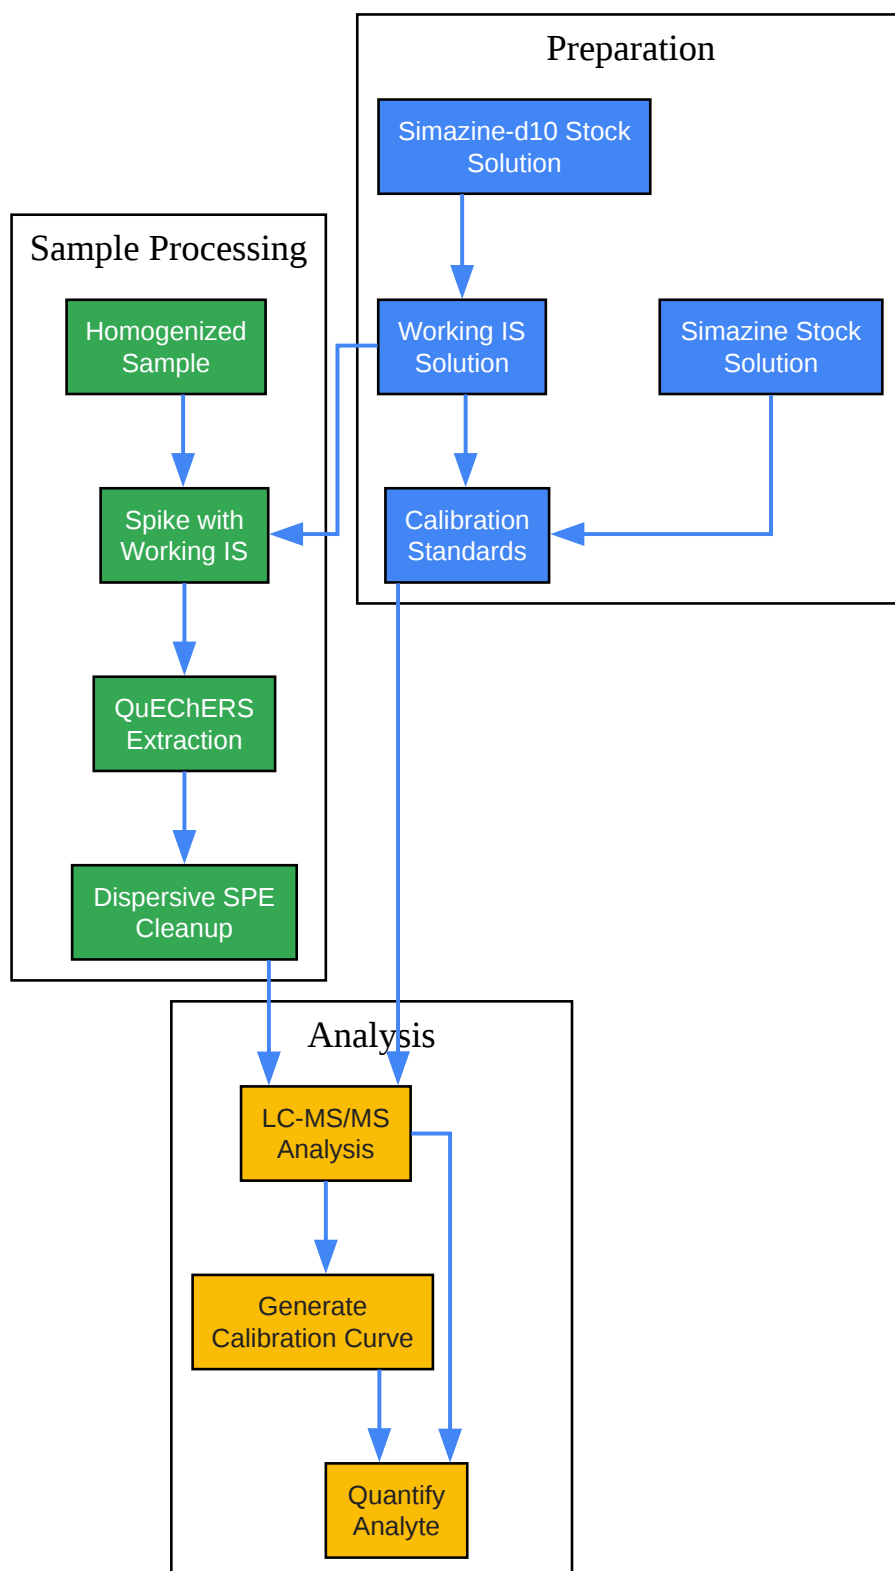 Preparation
Simazine-d10 Stock
Solution
Sample Processing
Homogenized
Sample
Working IS
Solution
Simazine Stock
Solution
Spike with
Working IS
Calibration
Standards
QuEChERS
Extraction
Dispersive SPE
Cleanup
Analysis
LC-MS/MS
Analysis
Generate
Calibration Curve
Quantify
Analyte